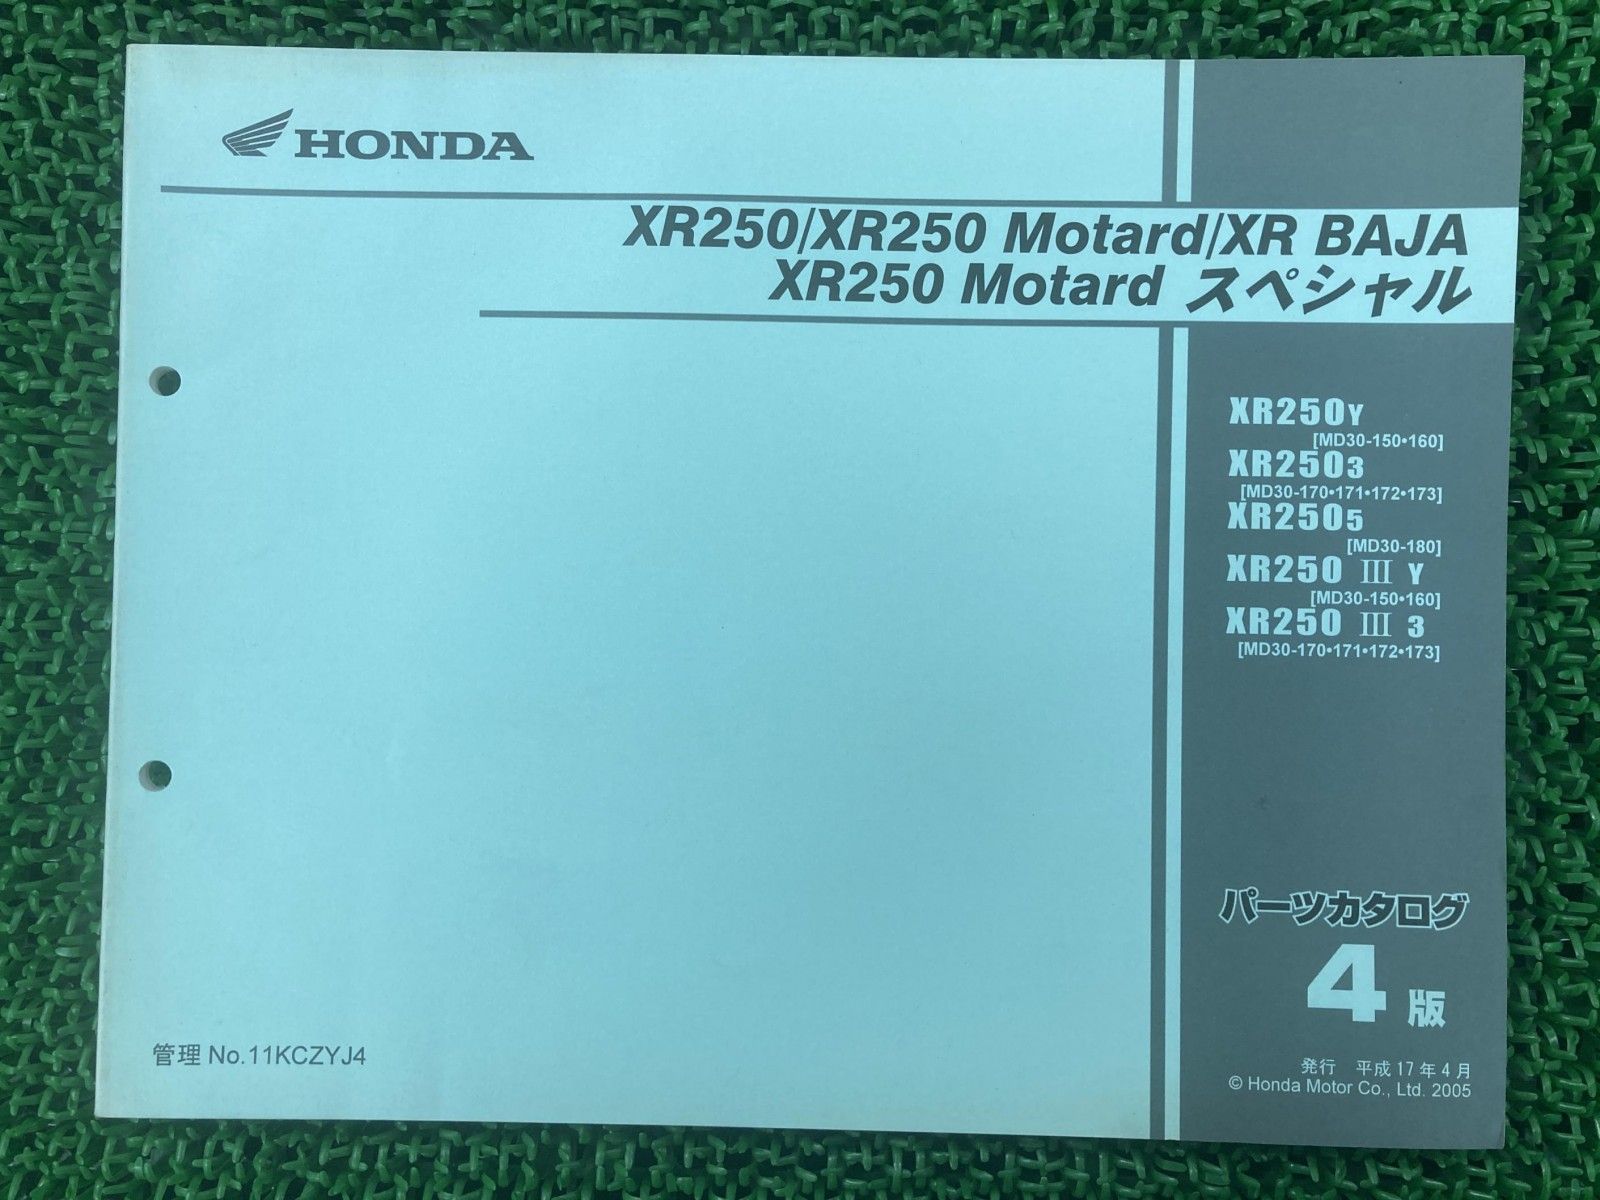 HONDA
XR250/XR250 Motard/XR BAJA
XR250 Motard スペシャル
XR250Y
[MD30-150•160]
XR2503
[MD30-170•171•172•173]
XR2505
[MD30-180]
XR250 Ⅲ Y
[MD30-150•160]
XR250 Ⅲ 3
[MD30-170•171•172•173]
パーツカタログ
4 版
管理 No.11KCZYJ4
発行 平成 17 年 4 月
© Honda Motor Co., Ltd. 2005